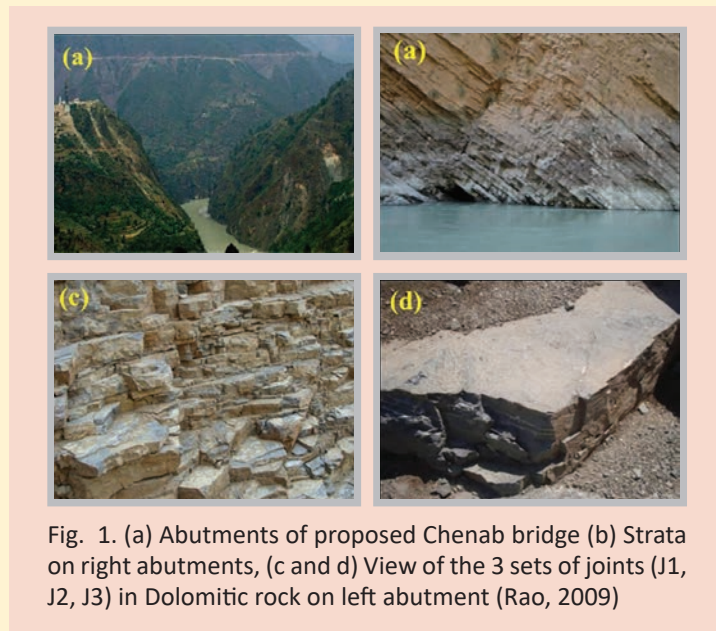 (a)
(a)
(c)
(d)
Fig. 1. (a) Abutments of proposed Chenab bridge (b) Strata
on right abutments, (c and d) View of the 3 sets of joints (J1,
J2, J3) in Dolomitic rock on left abutment (Rao, 2009)